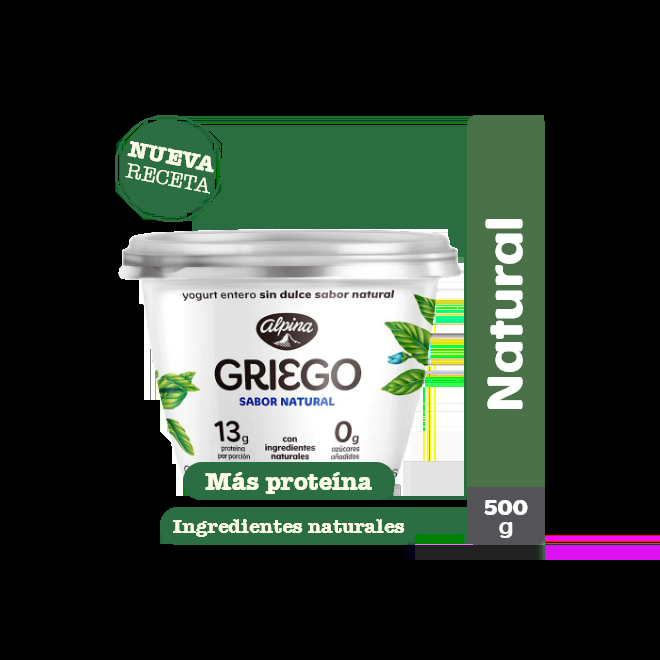 NUEVA
RECETA
yogurt entero sin dulce sabor natural
alpina
GRIEGO
SABOR NATURAL
13g
proteína
por porción
con
ingredientes
naturales
0g
azúcares
añadidos
Más proteína
Ingredientes naturales
Natural
500
g